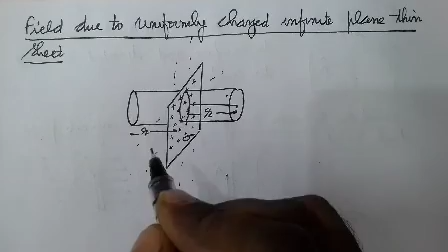 Field due to uniformly charged infinite plane thin
sheet
r
r
σ